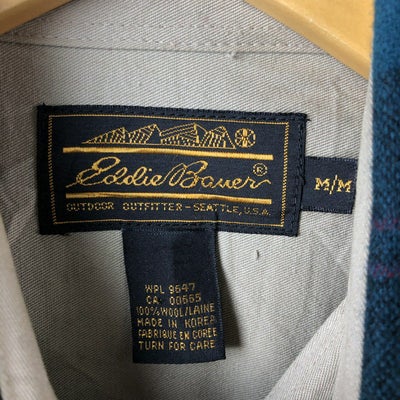 Eddie Bauer®
OUTDOOR OUTFITTER - SEATTLE, U.S.A.
M/M
WPL 9647
CA 00665
100% WOOL/LAINE
MADE IN KOREA
FABRIQUE EN COREE
TURN FOR CARE